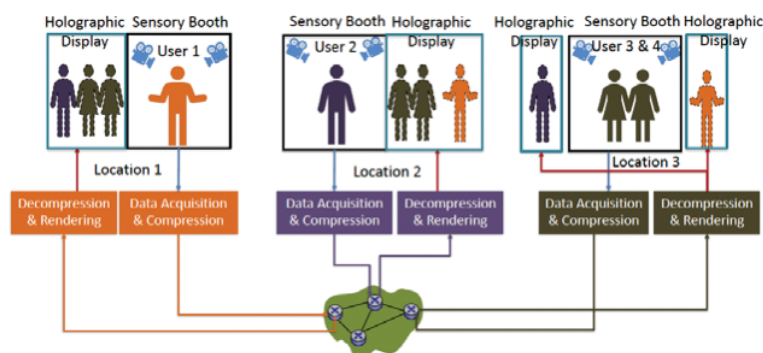 Holographic
Display
Sensory Booth
User 1
Sensory Booth
User 2
Holographic
Display
Holographic
Display
Sensory Booth
User 3 & 4
Holographic
Display
Location 1
Location 2
Location 3
Decompression
& Rendering
Data Acquisition
& Compression
Data Acquisition
& Compression
Decompression
& Rendering
Data Acquisition
& Compression
Decompression
& Rendering